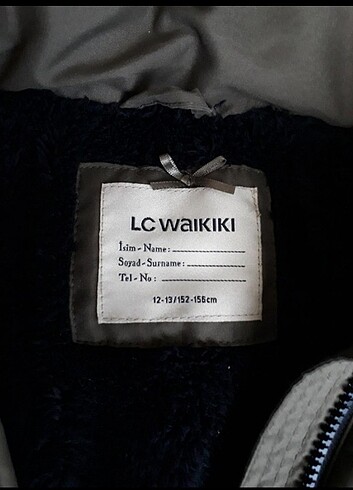 LC WAIKIKI
İsim - Name:
Soyad - Surname:
Tel - No:
12-13/152-158cm